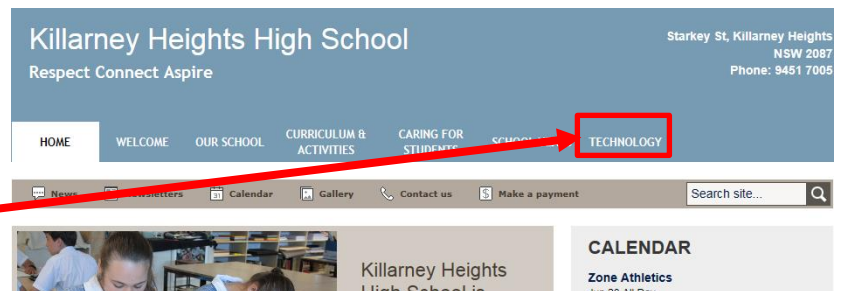 Killarney Heights High School
Respect Connect Aspire
Starkey St, Killarney Heights
NSW 2087
Phone: 9451 7005
HOME WELCOME OUR SCHOOL CURRICULUM & ACTIVITIES CARING FOR STUDENTS TECHNOLOGY
News Calendar Gallery Contact us Make a payment Search site...
Killarney Heights
High School is
CALENDAR
Zone Athletics